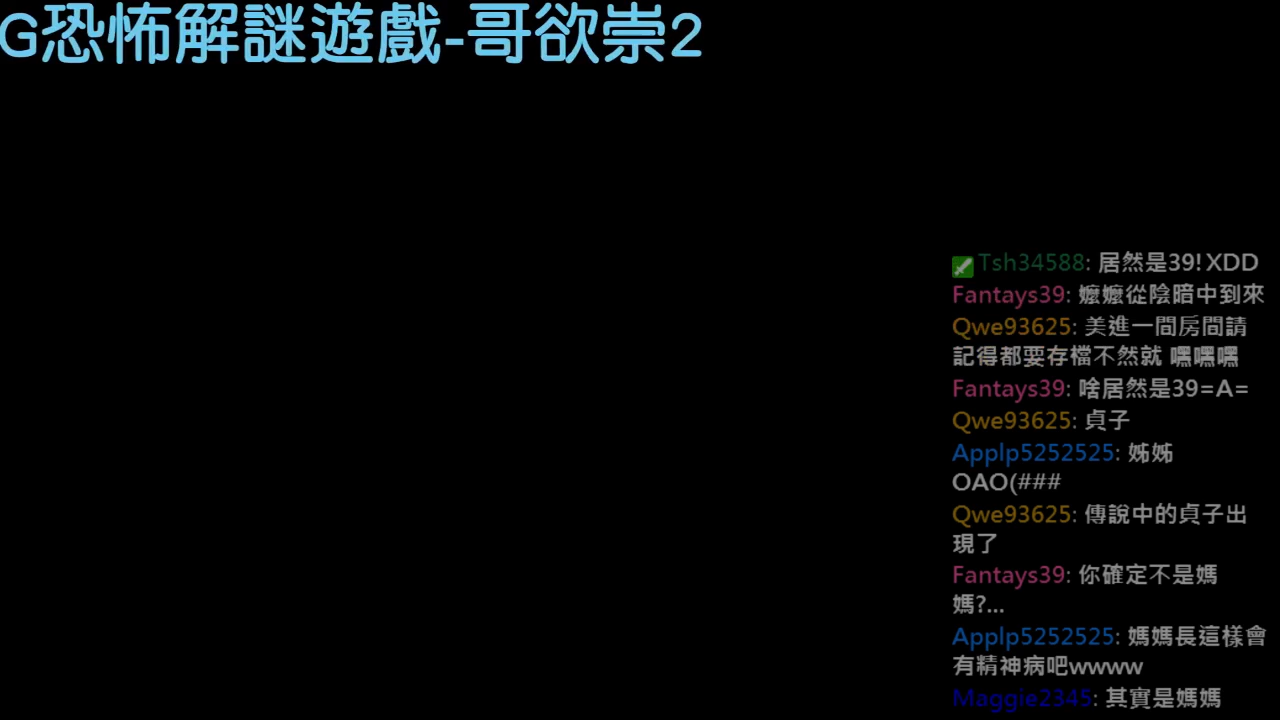 G恐怖解謎遊戲-哥欲崇2
Tsh34588: 居然是39! XDD
Fantays39: 嬤嬤從陰暗中到來
Qwe93625: 美進一間房間請
記得都要存檔不然就 嘿嘿嘿
Fantays39: 啥居然是39=A=
Qwe93625: 貞子
Applp5252525: 姊姊
OAO(###
Qwe93625: 傳說中的貞子出
現了
Fantays39: 你確定不是媽
媽?...
Applp5252525: 媽媽長這樣會
有精神病吧wwww
Maggie2345: 其實是媽媽